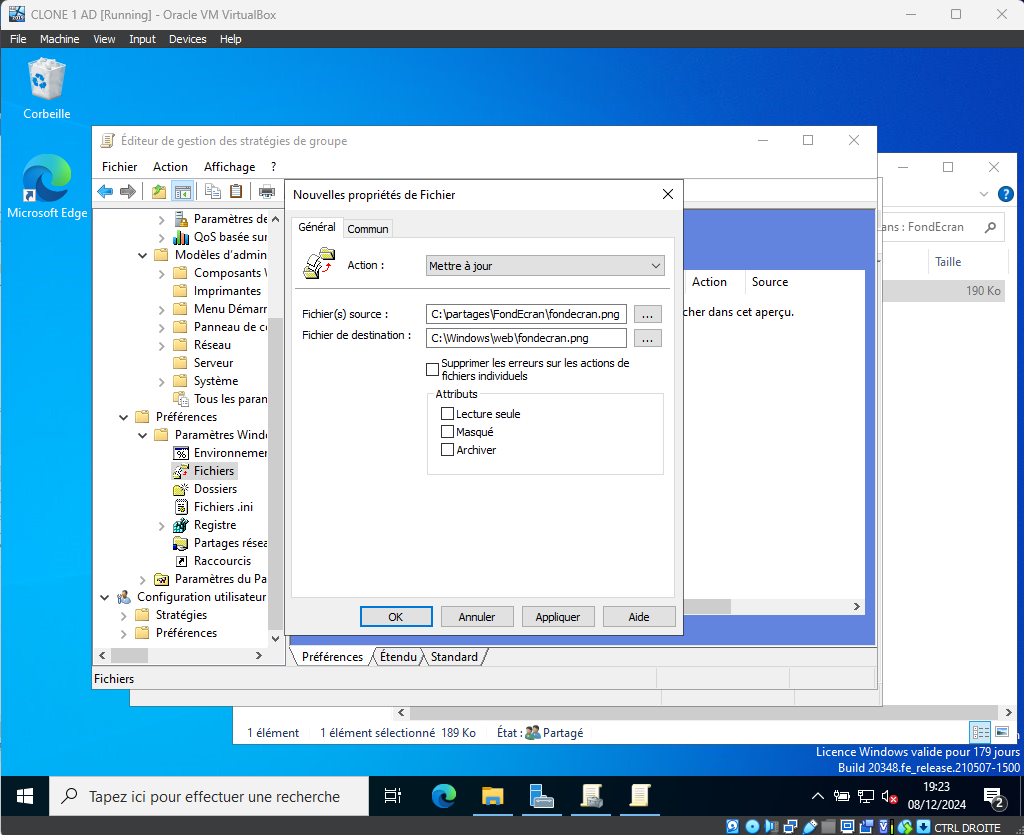 CLONE 1 AD [Running] - Oracle VM VirtualBox
File Machine View Input Devices Help
Corbeille
Microsoft Edge
Éditeur de gestion des stratégies de groupe
Fichier Action Affichage ?
Paramètres de
QoS basée sur
Modèles d'admin
Composants
Imprimantes
Menu Démarr
Panneau de c
Réseau
Serveur
Système
Tous les param
Préférences
Paramètres Wind
Environnemen
Fichiers
Dossiers
Fichiers .ini
Registre
Partages résea
Raccourcis
Paramètres du Pa
Configuration utilisateur
Stratégies
Préférences
Nouvelles propriétés de Fichier
Général Commun
Action : Mettre à jour
Fichier(s) source : C:\partages\FondEcran\fondecran.png ...
Fichier de destination : C:\Windows\web\fondecran.png ...
Supprimer les erreurs sur les actions de
fichiers individuels
Attributs
Lecture seule
Masqué
Archiver
OK Annuler Appliquer Aide
Action Source
cher dans cet aperçu.
ans : FondEcran
Taille
190 Ko
Préférences Étendu Standard
Fichiers
1 élément 1 élément sélectionné 189 Ko État : Partagé
Licence Windows valide pour 179 jours
Build 20348.fe_release.210507-1500
Tapez ici pour effectuer une recherche
19:23
08/12/2024
2
CTRL DROITE